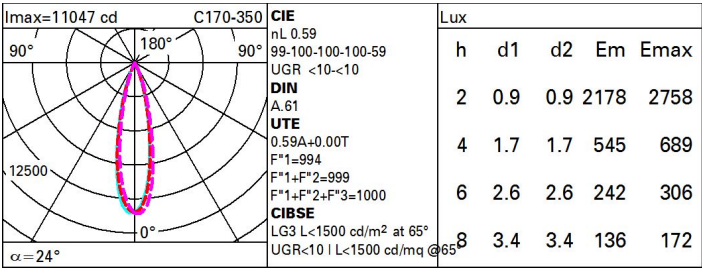 Imax=11047 cd C170-350
90° 180° 90°
12500
0°
α=24°
CIE
nL 0.59
99-100-100-100-59
UGR <10-<10
DIN
A.61
UTE
0.59A+0.00T
F"1=994
F"1+F"2=999
F"1+F"2+F"3=1000
CIBSE
LG3 L<1500 cd/m² at 65°
UGR<10 | L<1500 cd/mq @65°
Lux
h d1 d2 Em Emax
2 0.9 0.9 2178 2758
4 1.7 1.7 545 689
6 2.6 2.6 242 306
8 3.4 3.4 136 172